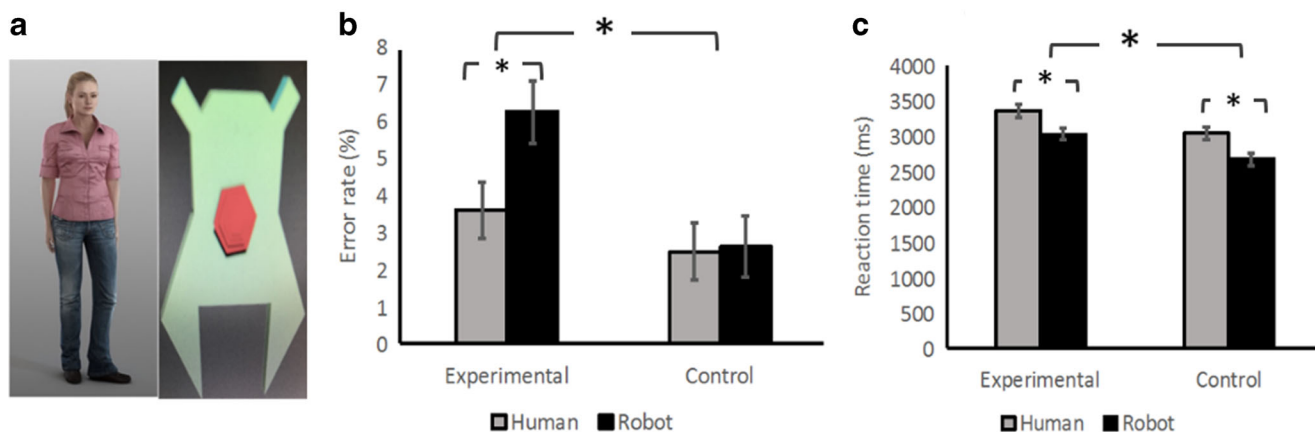 a
b
*
*
8
7
6
5
4
3
2
1
0
Error rate (%)
Experimental
Control
Human
Robot
c
*
*
*
4000
3500
3000
2500
2000
1500
1000
500
0
Reaction time (ms)
Experimental
Control
Human
Robot